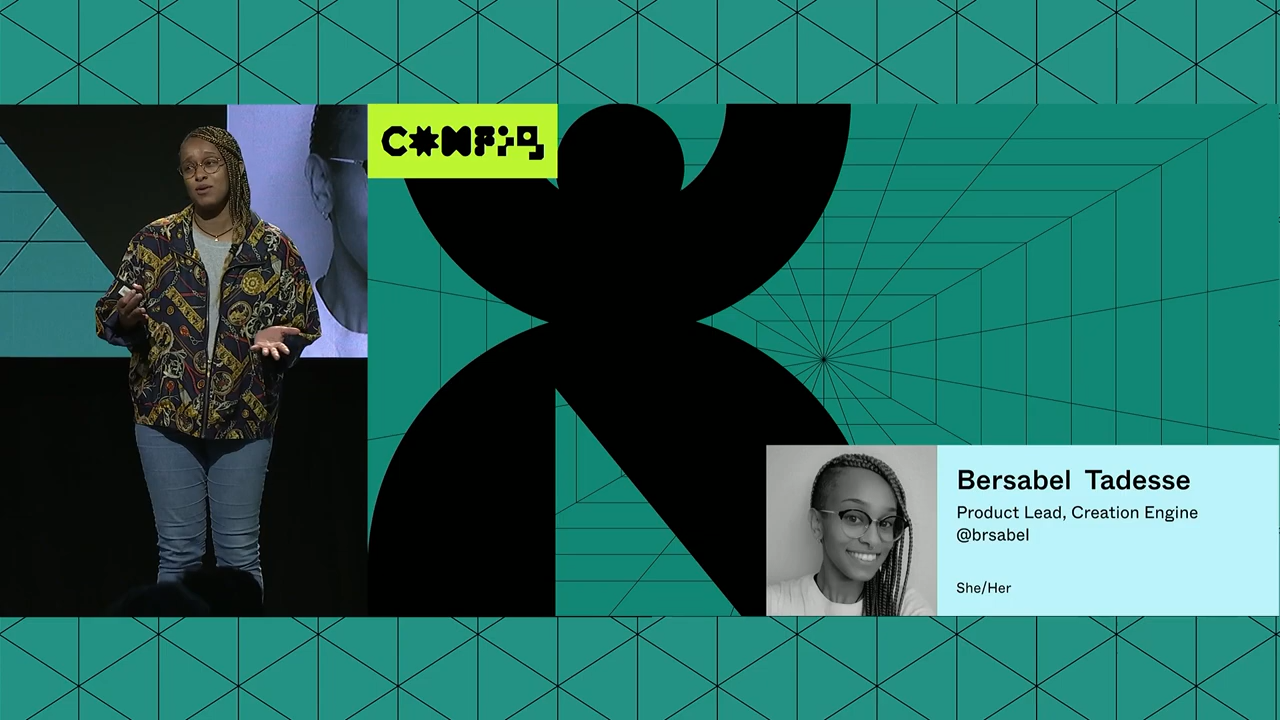 CONFIG
Bersabel Tadesse
Product Lead, Creation Engine
@brsabel
She/Her